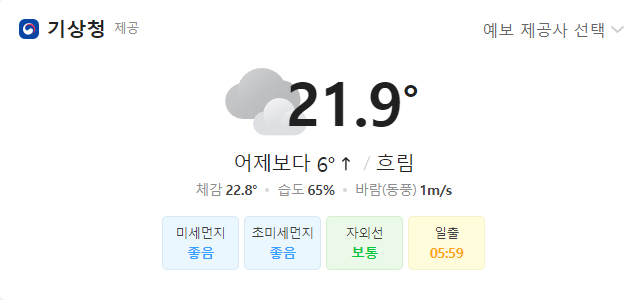 기상청 제공 예보 제공사 선택
21.9°
어제보다 6° ↑ / 흐림
체감 22.8° • 습도 65% • 바람(동풍) 1m/s
미세먼지 초미세먼지 자외선 일출
좋음 좋음 보통 05:59